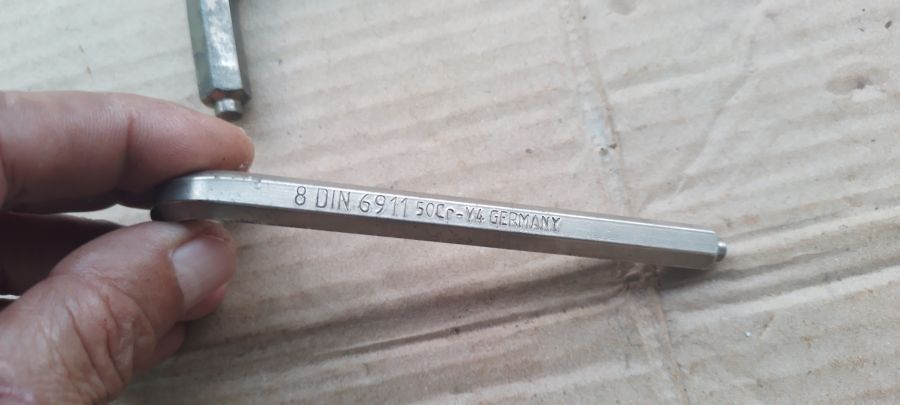 8 DIN 6911 50Cr-V4 GERMANY